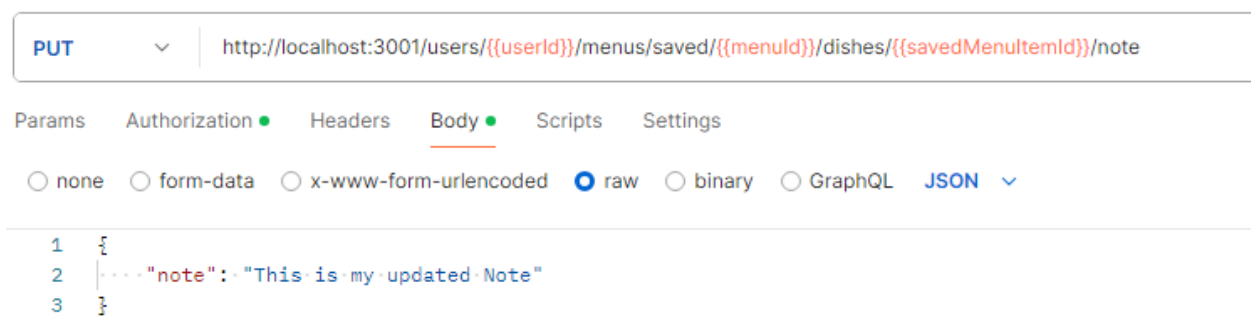 PUT http://localhost:3001/users/{{userId}}/menus/saved/{{menuId}}/dishes/{{savedMenuItemId}}/note
Params Authorization Headers Body Scripts Settings
none form-data x-www-form-urlencoded raw binary GraphQL JSON
1 {
2 "note": "This is my updated Note"
3 }